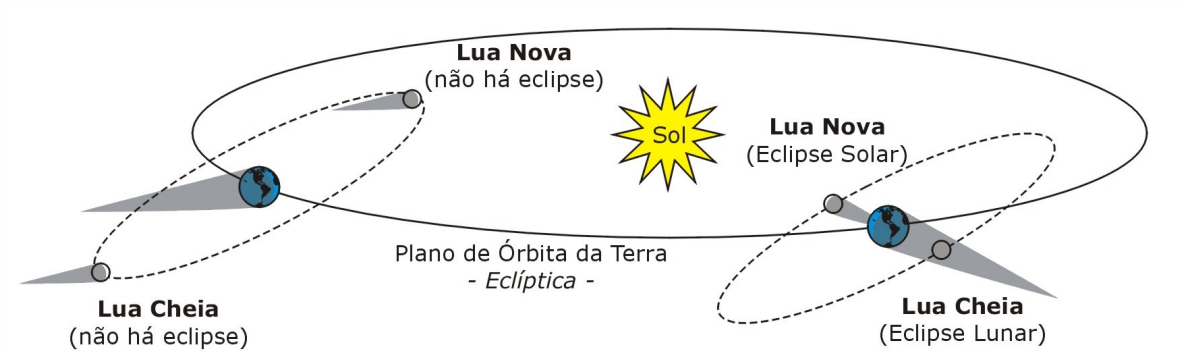 Lua Nova
(não há eclipse)
Sol
Lua Nova
(Eclipse Solar)
Plano de Órbita da Terra
- Eclíptica -
Lua Cheia
(não há eclipse)
Lua Cheia
(Eclipse Lunar)